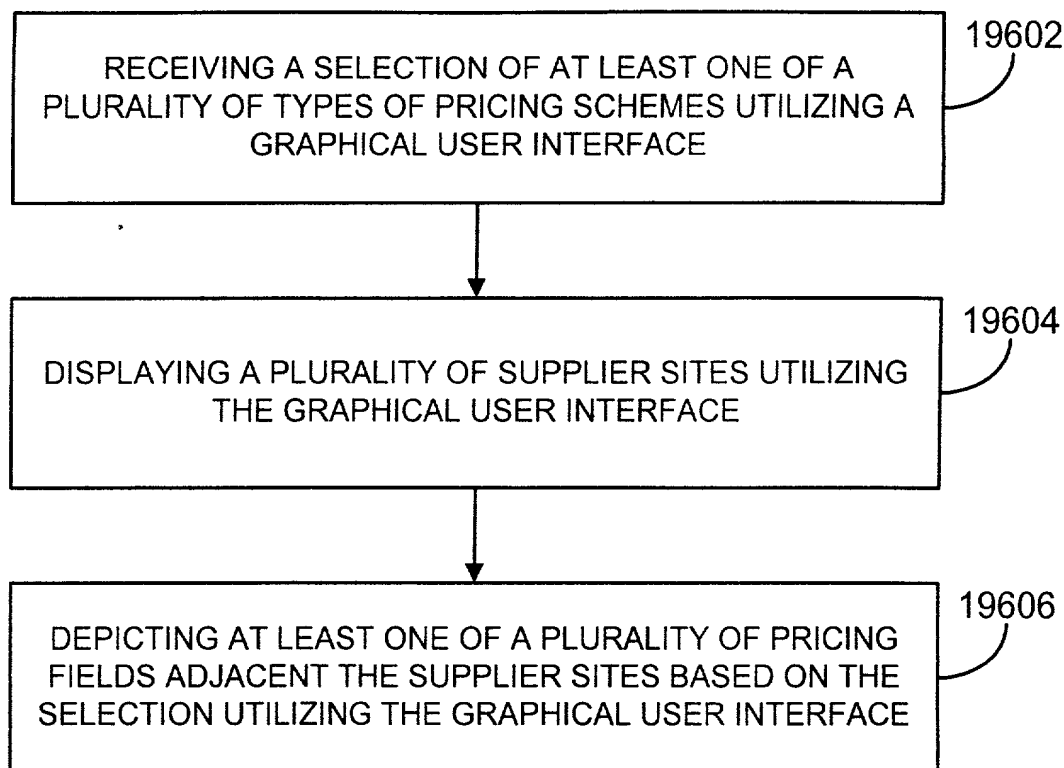 19602
RECEIVING A SELECTION OF AT LEAST ONE OF A
PLURALITY OF TYPES OF PRICING SCHEMES UTILIZING A
GRAPHICAL USER INTERFACE
19604
DISPLAYING A PLURALITY OF SUPPLIER SITES UTILIZING
THE GRAPHICAL USER INTERFACE
19606
DEPICTING AT LEAST ONE OF A PLURALITY OF PRICING
FIELDS ADJACENT THE SUPPLIER SITES BASED ON THE
SELECTION UTILIZING THE GRAPHICAL USER INTERFACE